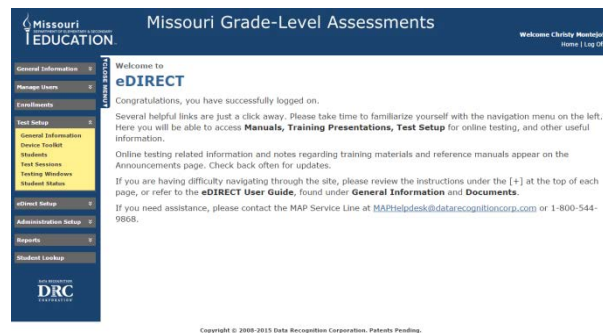 Missouri
EDUCATION
Missouri Grade-Level Assessments
Welcome Christy Montejo
Home | Log Of
General Information
Manage Users
Enrollments
Test Setup
General Information
Device Toolkit
Students
Test Sessions
Testing Windows
Student Status
eDirect Setup
Administration Setup
Reports
Student Lookup
DATA RECOGNITION
DRC
CORPORATION
CLOSE MENU
Welcome to
eDIRECT
Congratulations, you have successfully logged on.
Several helpful links are just a click away. Please take time to familiarize yourself with the navigation menu on the left.
Here you will be able to access Manuals, Training Presentations, Test Setup for online testing, and other useful
information.
Online testing related information and notes regarding training materials and reference manuals appear on the
Announcements page. Check back often for updates.
If you are having difficulty navigating through the site, please review the instructions under the [+] at the top of each
page, or refer to the eDIRECT User Guide, found under General Information and Documents.
If you need assistance, please contact the MAP Service Line at MAPHelpdesk@datarecognitioncorp.com or 1-800-544-
9868.
Copyright © 2008-2015 Data Recognition Corporation. Patents Pending.